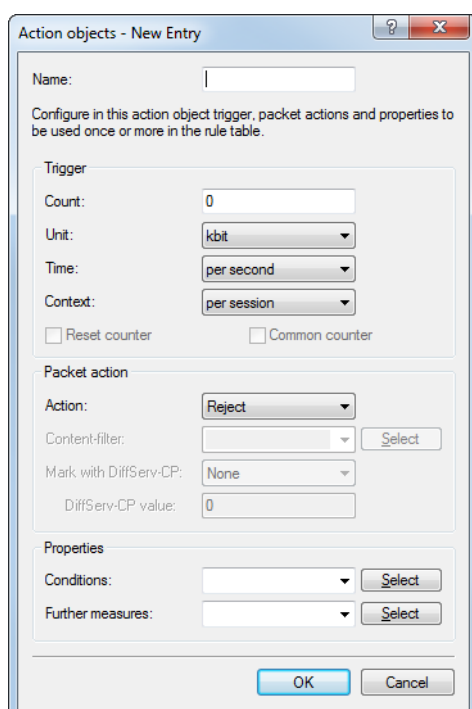 Action objects - New Entry
Name:
Configure in this action object trigger, packet actions and properties to
be used once or more in the rule table.
Trigger
Count: 0
Unit: kbit
Time: per second
Context: per session
Reset counter Common counter
Packet action
Action: Reject
Content-filter: Select
Mark with DiffServ-CP: None
DiffServ-CP value: 0
Properties
Conditions: Select
Further measures: Select
OK Cancel